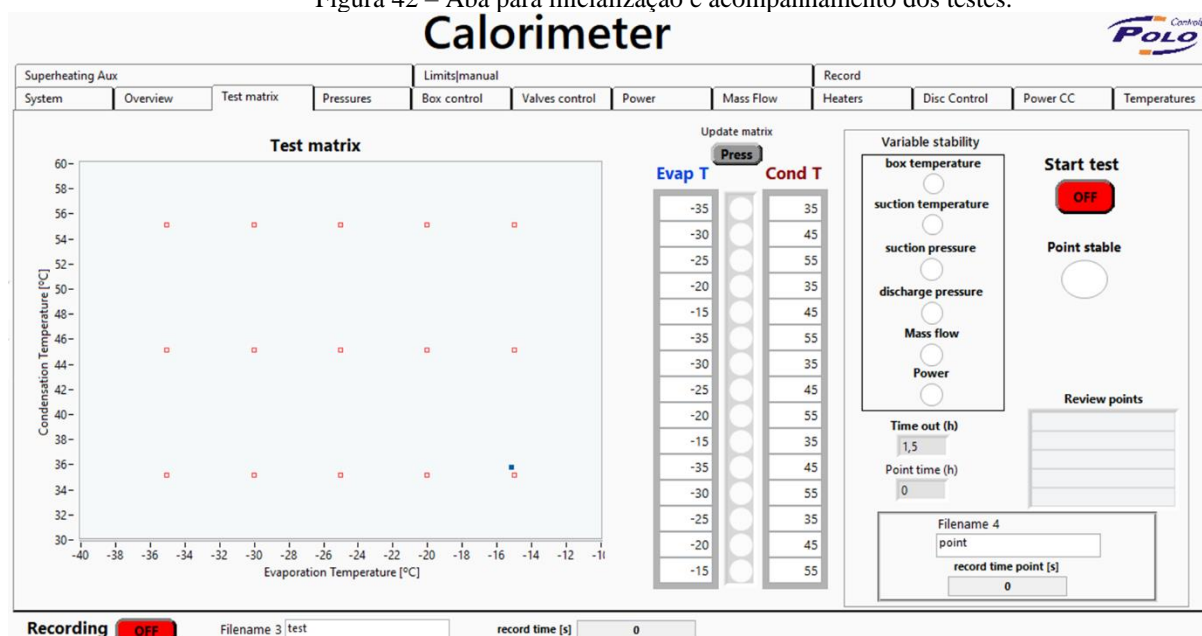 Figura 42 – Aba para inicialização e acompanhamento dos testes.
Calorimeter
Controls
POLO
Superheating Aux Limits|manual Record
System Overview Test matrix Pressures Box control Valves control Power Mass Flow Heaters Disc Control Power CC Temperatures
Test matrix
Condensation Temperature [ºC]
60
58
56
54
52
50
48
46
44
42
40
38
36
34
32
30
-40 -38 -36 -34 -32 -30 -28 -26 -24 -22 -20 -18 -16 -14 -12
Evaporation Temperature [ºC]
Update matrix
Press
Evap T Cond T
-35 35
-30 45
-25 55
-20 35
-15 45
-35 55
-30 35
-25 45
-20 55
-15 35
-35 45
-30 55
-25 35
-20 45
-15 55
Variable stability
box temperature
suction temperature
suction pressure
discharge pressure
Mass flow
Power
Time out (h)
1,5
Point time (h)
0
Start test
OFF
Point stable
Review points
Filename 4
point
record time point [s]
0
Recording OFF Filename 3 test record time [s] 0